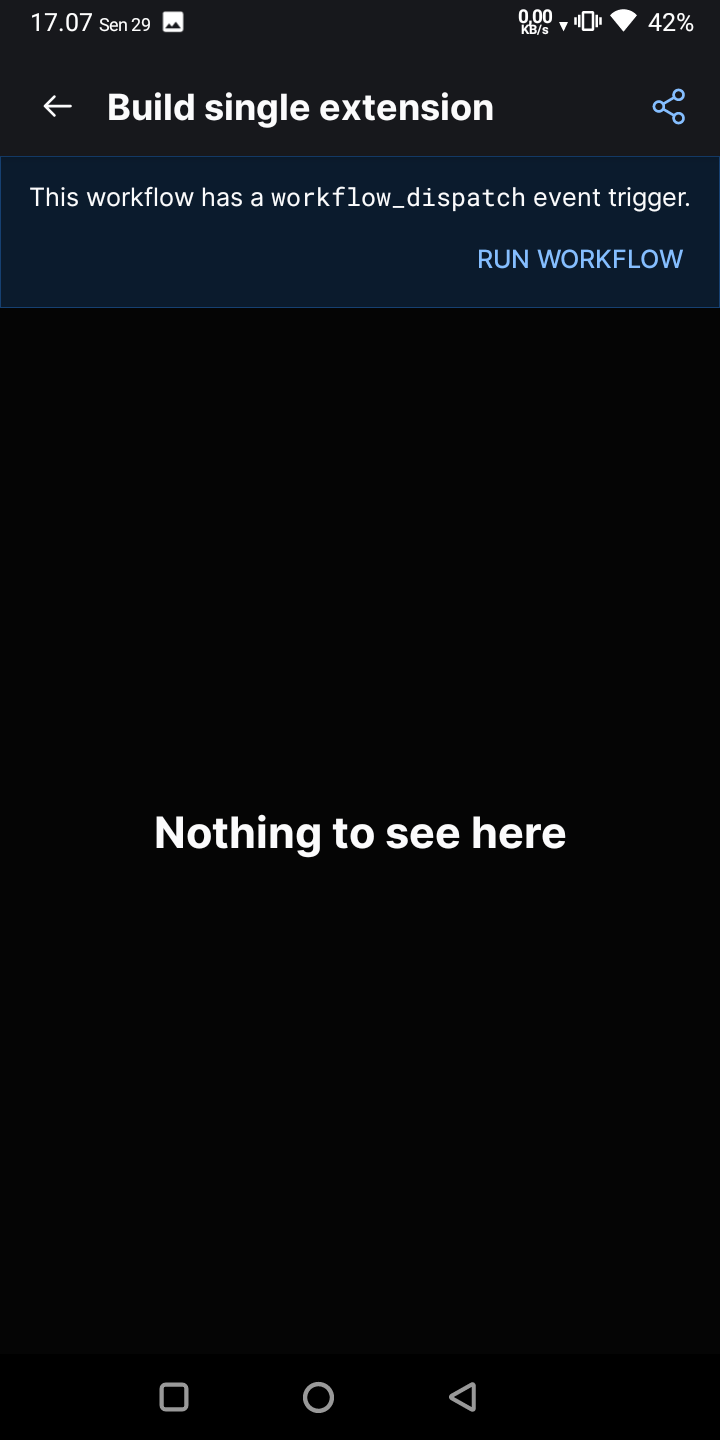 17.07 Sen 29 0.00 KB/s 42%
Build single extension
This workflow has a workflow_dispatch event trigger.
RUN WORKFLOW
Nothing to see here